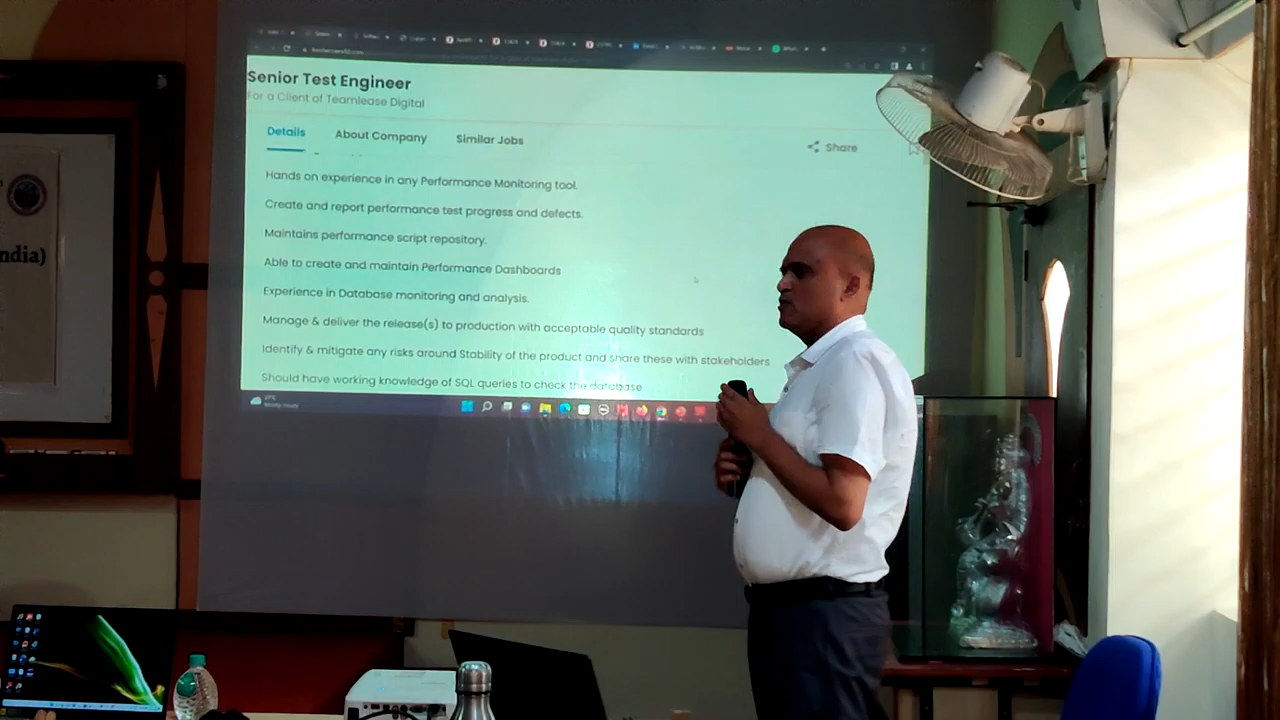 Senior Test Engineer
For a Client of Teamlease Digital
Details About Company Similar Jobs Share
Hands on experience in any Performance Monitoring tool.
Create and report performance test progress and defects.
Maintains performance script repository.
Able to create and maintain Performance Dashboards
Experience in Database monitoring and analysis.
Manage & deliver the release(s) to production with acceptable quality standards
Identify & mitigate any risks around Stability of the product and share these with stakeholders
Should have working knowledge of SQL queries to check the database
ndia)